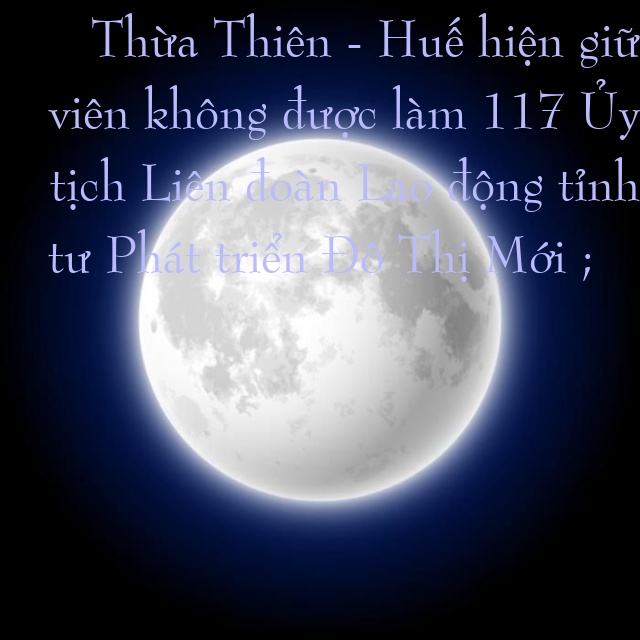 Thừa Thiên - Huế hiện giữ
viên không được làm 117 Ủy
tịch Liên đoàn Lao động tỉnh
tư Phát triển Đô Thị Mới ;